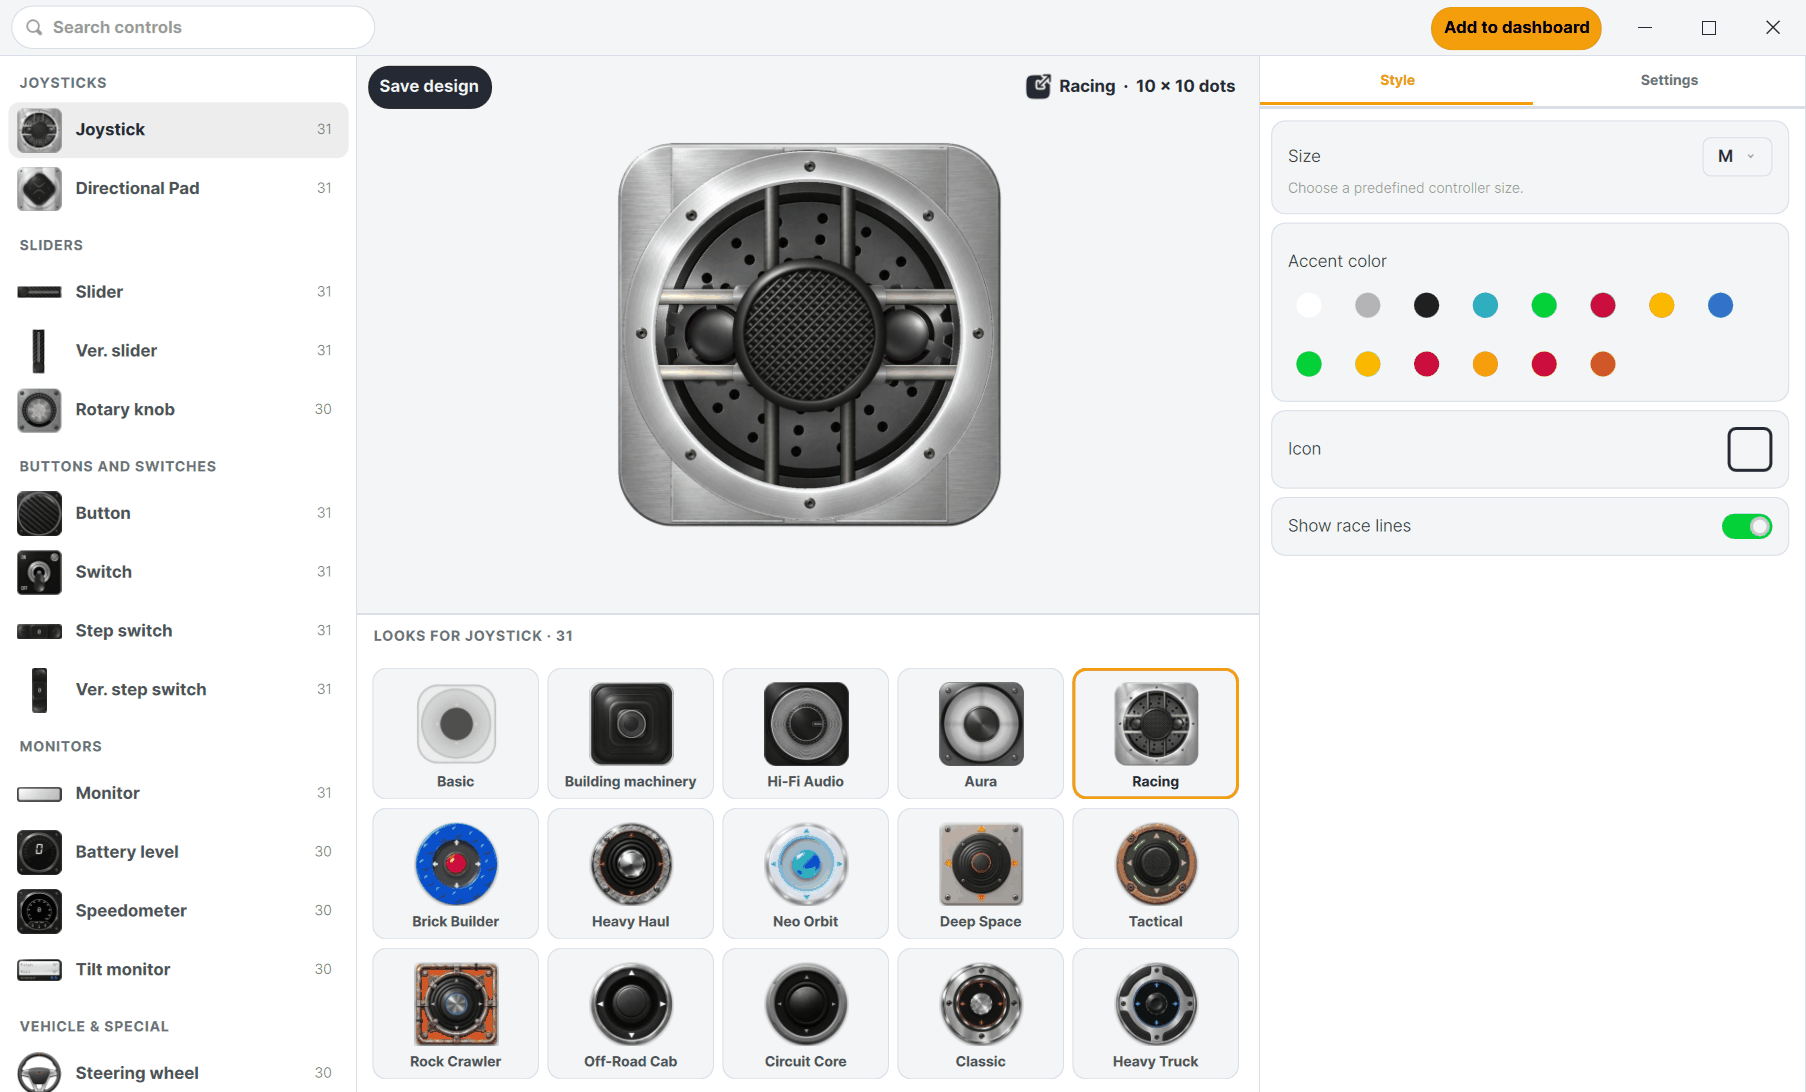 Search controls
Add to dashboard
JOYSTICKS
Joystick 31
Directional Pad 31
SLIDERS
Slider 31
Ver. slider 31
Rotary knob 30
BUTTONS AND SWITCHES
Button 31
Switch 31
Step switch 31
Ver. step switch 31
MONITORS
Monitor 31
Battery level 30
Speedometer 30
Tilt monitor 30
VEHICLE & SPECIAL
Steering wheel 30
Save design
Racing · 10 × 10 dots
LOOKS FOR JOYSTICK · 31
Basic
Building machinery
Hi-Fi Audio
Aura
Racing
Brick Builder
Heavy Haul
Neo Orbit
Deep Space
Tactical
Rock Crawler
Off-Road Cab
Circuit Core
Classic
Heavy Truck
Style
Settings
Size
M
Choose a predefined controller size.
Accent color
Icon
Show race lines